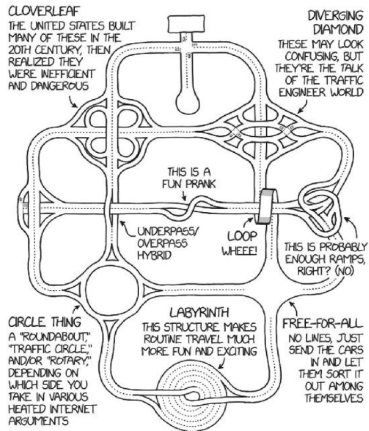 CLOVERLEAF
THE UNITED STATES BUILT
MANY OF THESE IN THE
20TH CENTURY, THEN
REALIZED THEY
WERE INEFFICIENT
AND DANGEROUS
DIVERGING
DIAMOND
THESE MAY LOOK
CONFUSING, BUT
THEY'RE THE TALK
OF THE TRAFFIC
ENGINEER WORLD
THIS IS A
FUN PRANK
UNDERPASS/
OVERPASS
HYBRID
LOOP
WHEEE!
THIS IS PROBABLY
ENOUGH RAMPS,
RIGHT? (NO)
CIRCLE THING
A "ROUNDABOUT,"
"TRAFFIC CIRCLE,"
AND/OR "ROTARY,"
DEPENDING ON
WHICH SIDE YOU
TAKE IN VARIOUS
HEATED INTERNET
ARGUMENTS
LABYRINTH
THIS STRUCTURE MAKES
ROUTINE TRAVEL MUCH
MORE FUN AND EXCITING
FREE-FOR-ALL
NO LINES, JUST
SEND THE CARS
IN AND LET
THEM SORT IT
OUT AMONG
THEMSELVES